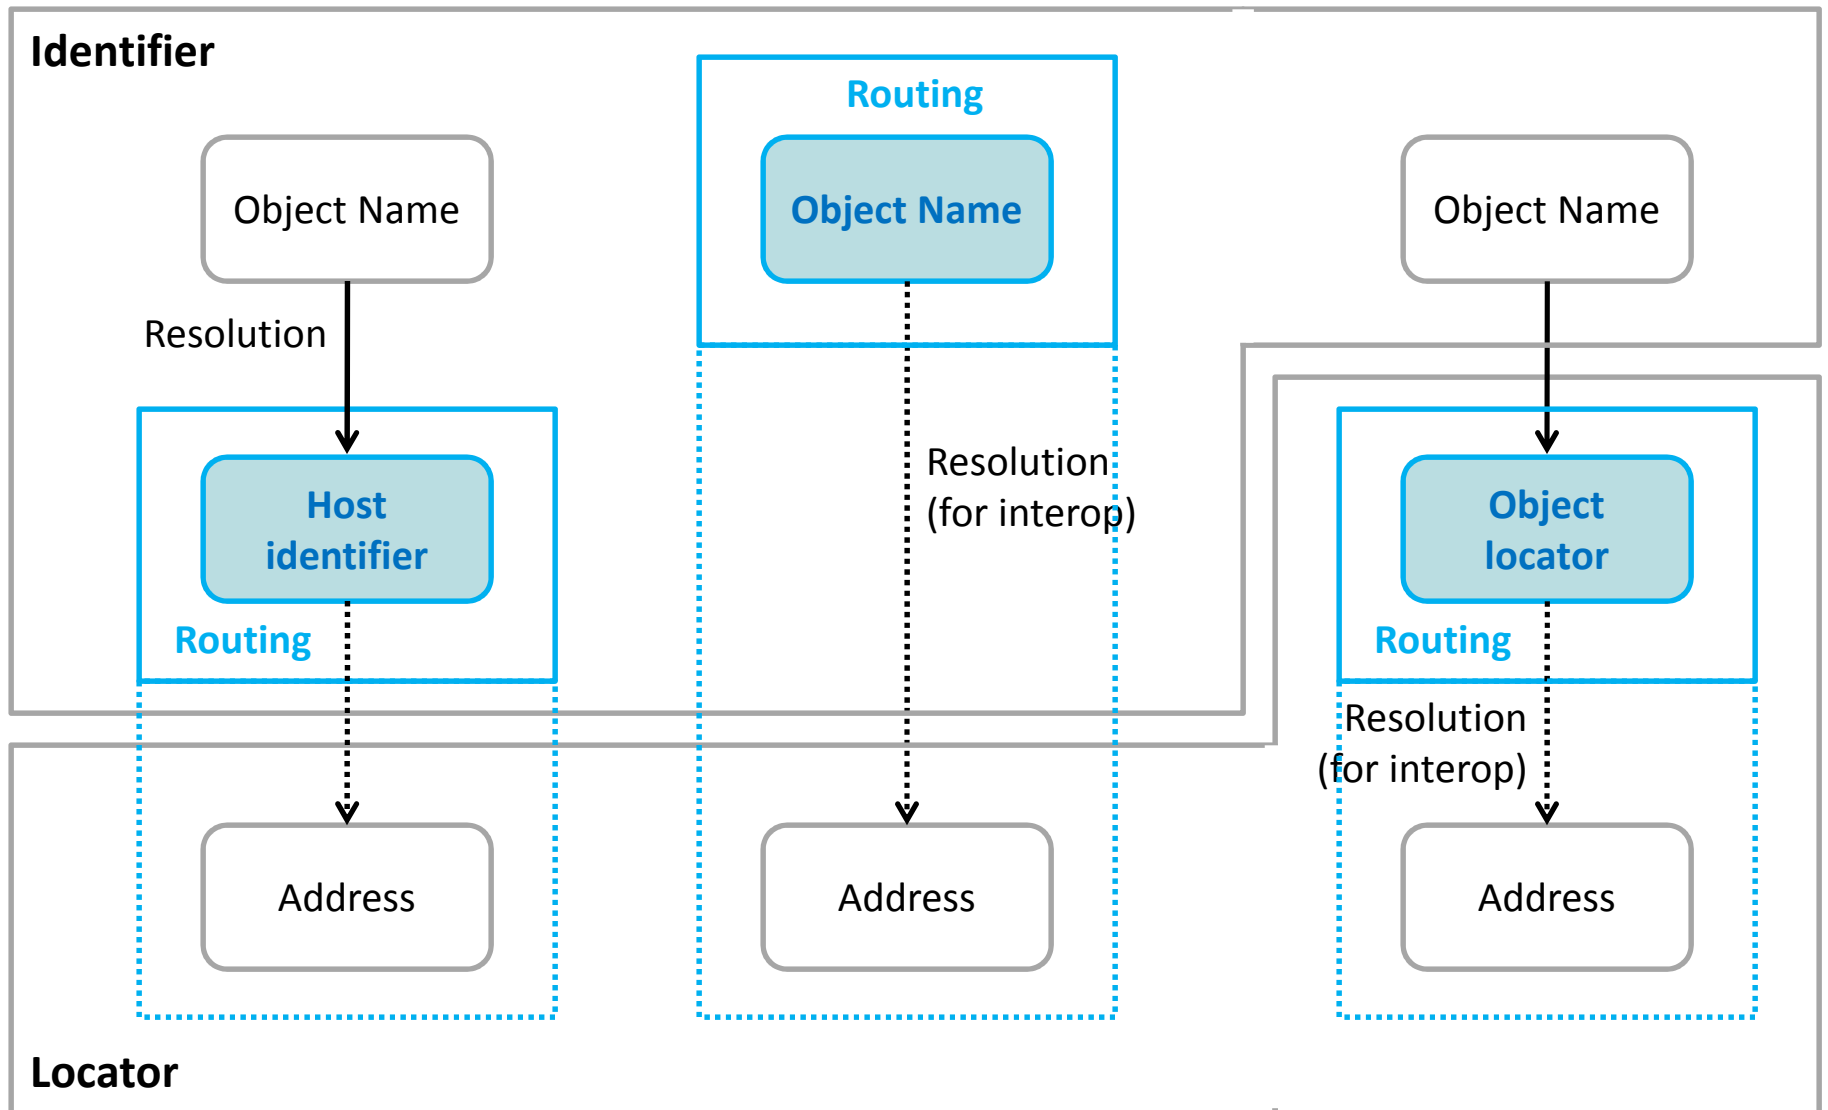 Identifier
Routing
Object Name
Object Name
Object Name
Resolution
Resolution
(for interop)
Host
identifier
Object
locator
Routing
Routing
Resolution
(for interop)
Address
Address
Address
Locator